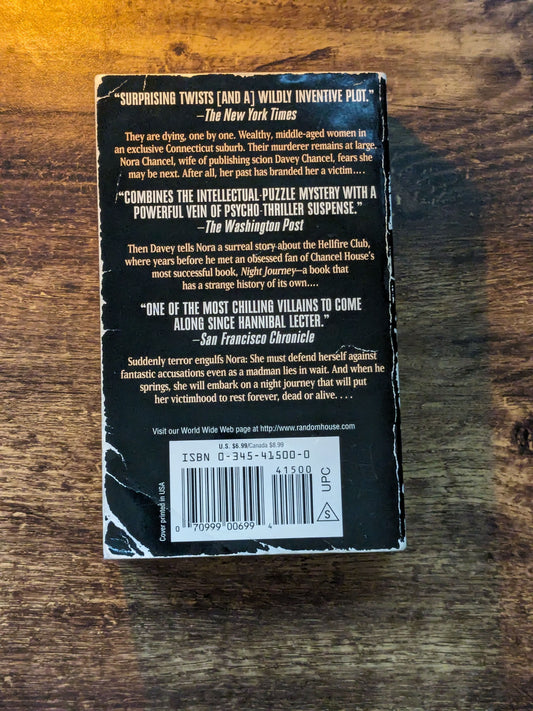 “SURPRISING TWISTS [AND A] WILDLY INVENTIVE PLOT.”
—The New York Times
They are dying, one by one. Wealthy, middle-aged women in
an exclusive Connecticut suburb. Their murderer remains at large.
Nora Chancel, wife of publishing scion Davey Chancel, fears she
may be next. After all, her past has branded her a victim....
“COMBINES THE INTELLECTUAL-PUZZLE MYSTERY WITH A
POWERFUL VEIN OF PSYCHO-THRILLER SUSPENSE.”
—The Washington Post
Then Davey tells Nora a surreal story about the Hellfire Club,
where years before he met an obsessed fan of Chancel House’s
most successful book, Night Journey—a book that
has a strange history of its own....
“ONE OF THE MOST CHILLING VILLAINS TO COME
ALONG SINCE HANNIBAL LECTER.”
—San Francisco Chronicle
Suddenly terror engulfs Nora: She must defend herself against
fantastic accusations even as a madman lies in wait. And when he
springs, she will embark on a night journey that will put
her victimhood to rest forever, dead or alive. . . .
Visit our World Wide Web page at http://www.randomhouse.com
U.S. $6.99/Canada $8.99
ISBN 0-345-41500-0
41500
0 70999 00699 4
UPC
S
Cover printed in USA